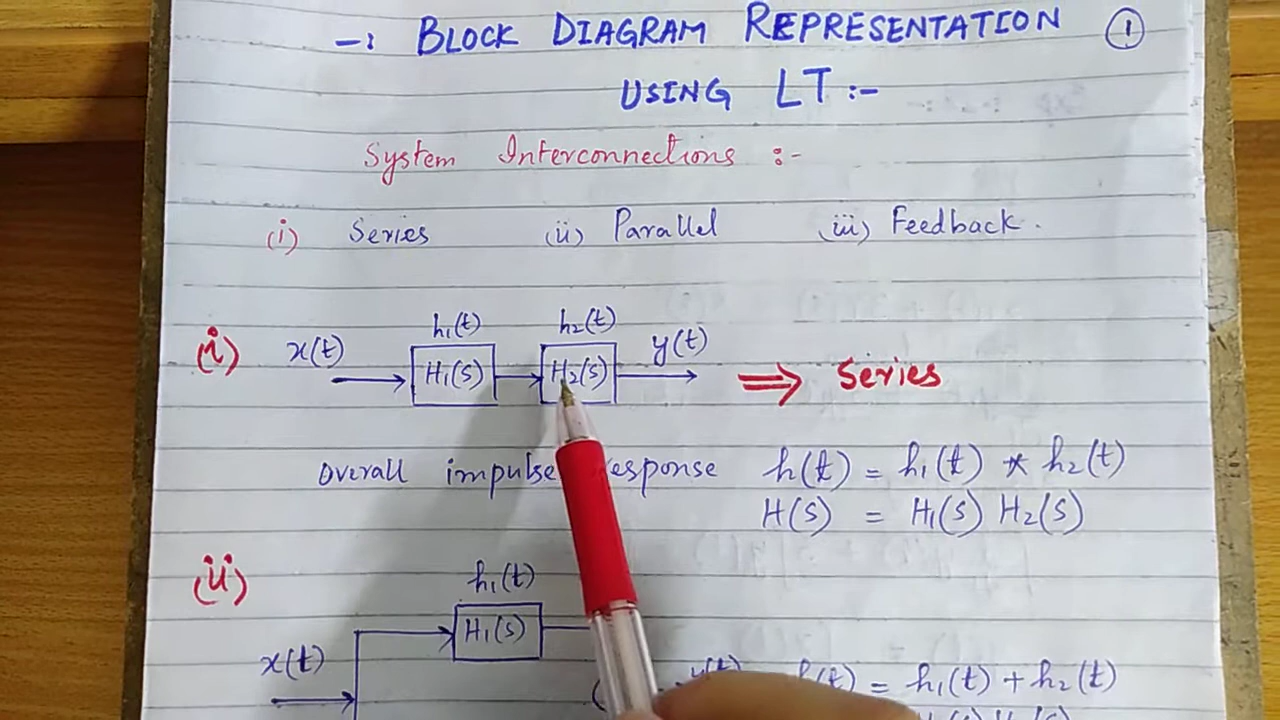 -: BLOCK DIAGRAM REPRESENTATION ①
USING LT :-
System Interconnections :-
(i) Series (ii) Parallel (iii) Feedback.
h₁(t) h₂(t)
(i) x(t) H₁(s) H₂(s) y(t) ⇒ Series
Overall impulse response h(t) = h₁(t) * h₂(t)
H(s) = H₁(s) H₂(s)
(ii) h₁(t)
H₁(s)
x(t) y(t) h(t) = h₁(t) + h₂(t)